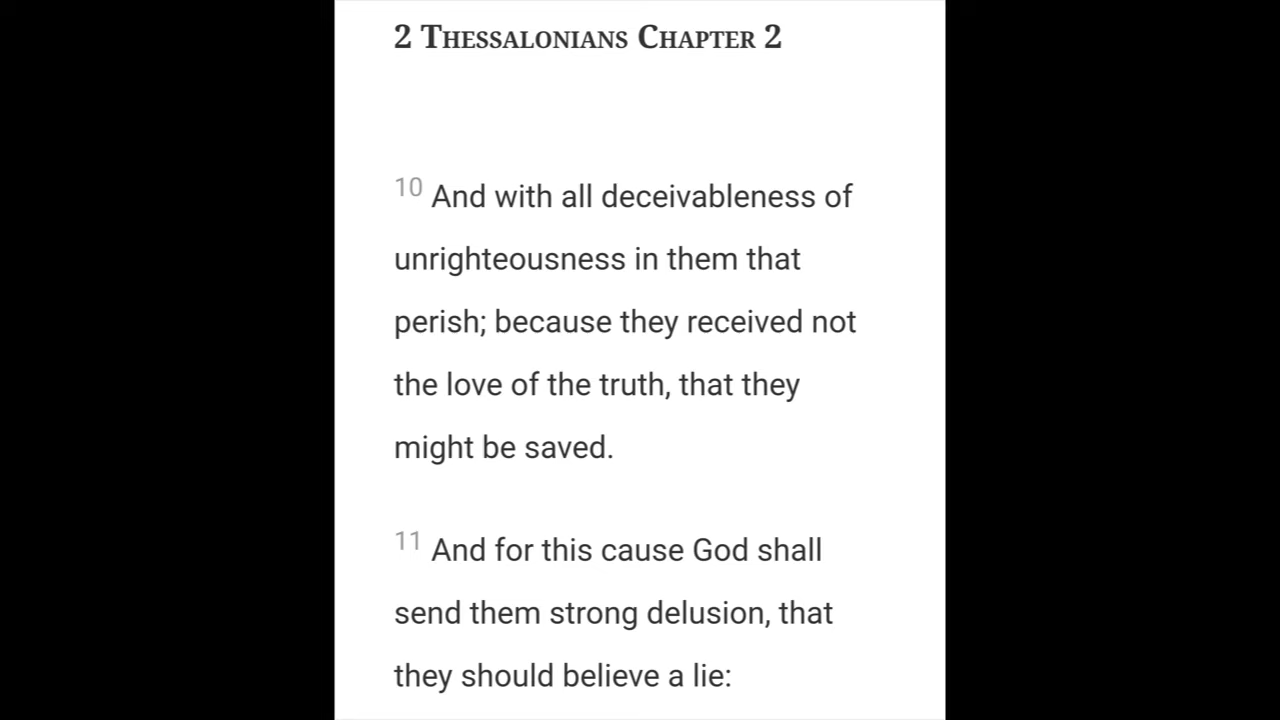 2 Thessalonians Chapter 2
10 And with all deceivableness of
unrighteousness in them that
perish; because they received not
the love of the truth, that they
might be saved.
11 And for this cause God shall
send them strong delusion, that
they should believe a lie: